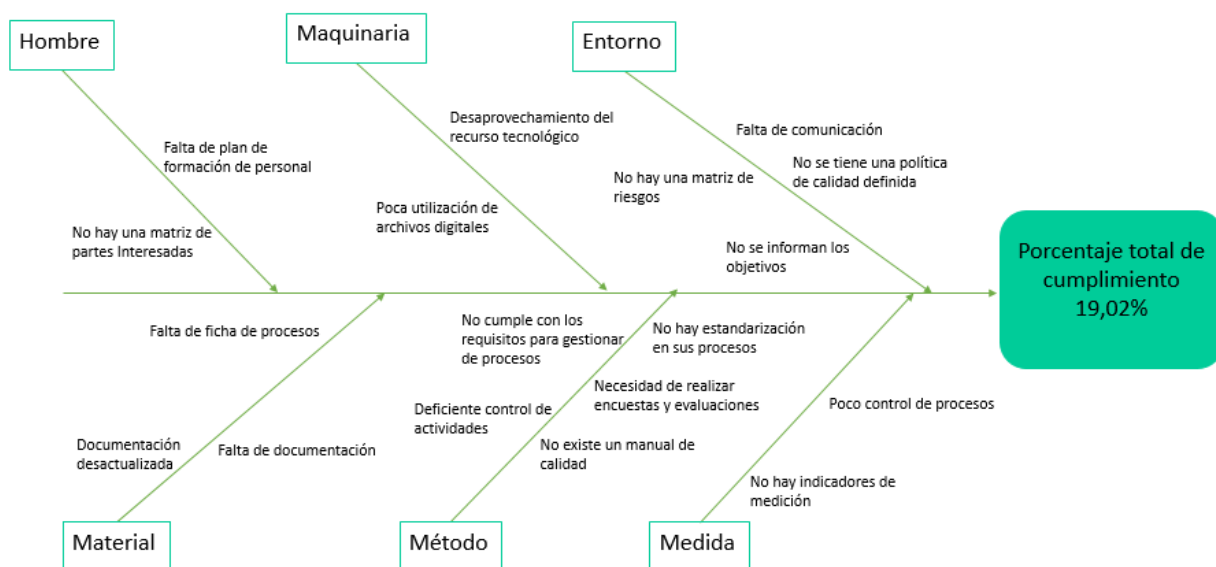 Hombre
Maquinaria
Entorno
Falta de plan de
formación de personal
No hay una matriz de
partes Interesadas
Desaprovechamiento del
recurso tecnológico
Poca utilización de
archivos digitales
Falta de comunicación
No se tiene una política
de calidad definida
No hay una matriz de
riesgos
No se informan los
objetivos
Porcentaje total de
cumplimiento
19,02%
Falta de ficha de procesos
Documentación
desactualizada
Falta de documentación
No cumple con los
requisitos para gestionar
de procesos
No hay estandarización
en sus procesos
Necesidad de realizar
encuestas y evaluaciones
Deficiente control de
actividades
No existe un manual de
calidad
Poco control de procesos
No hay indicadores de
medición
Material
Método
Medida